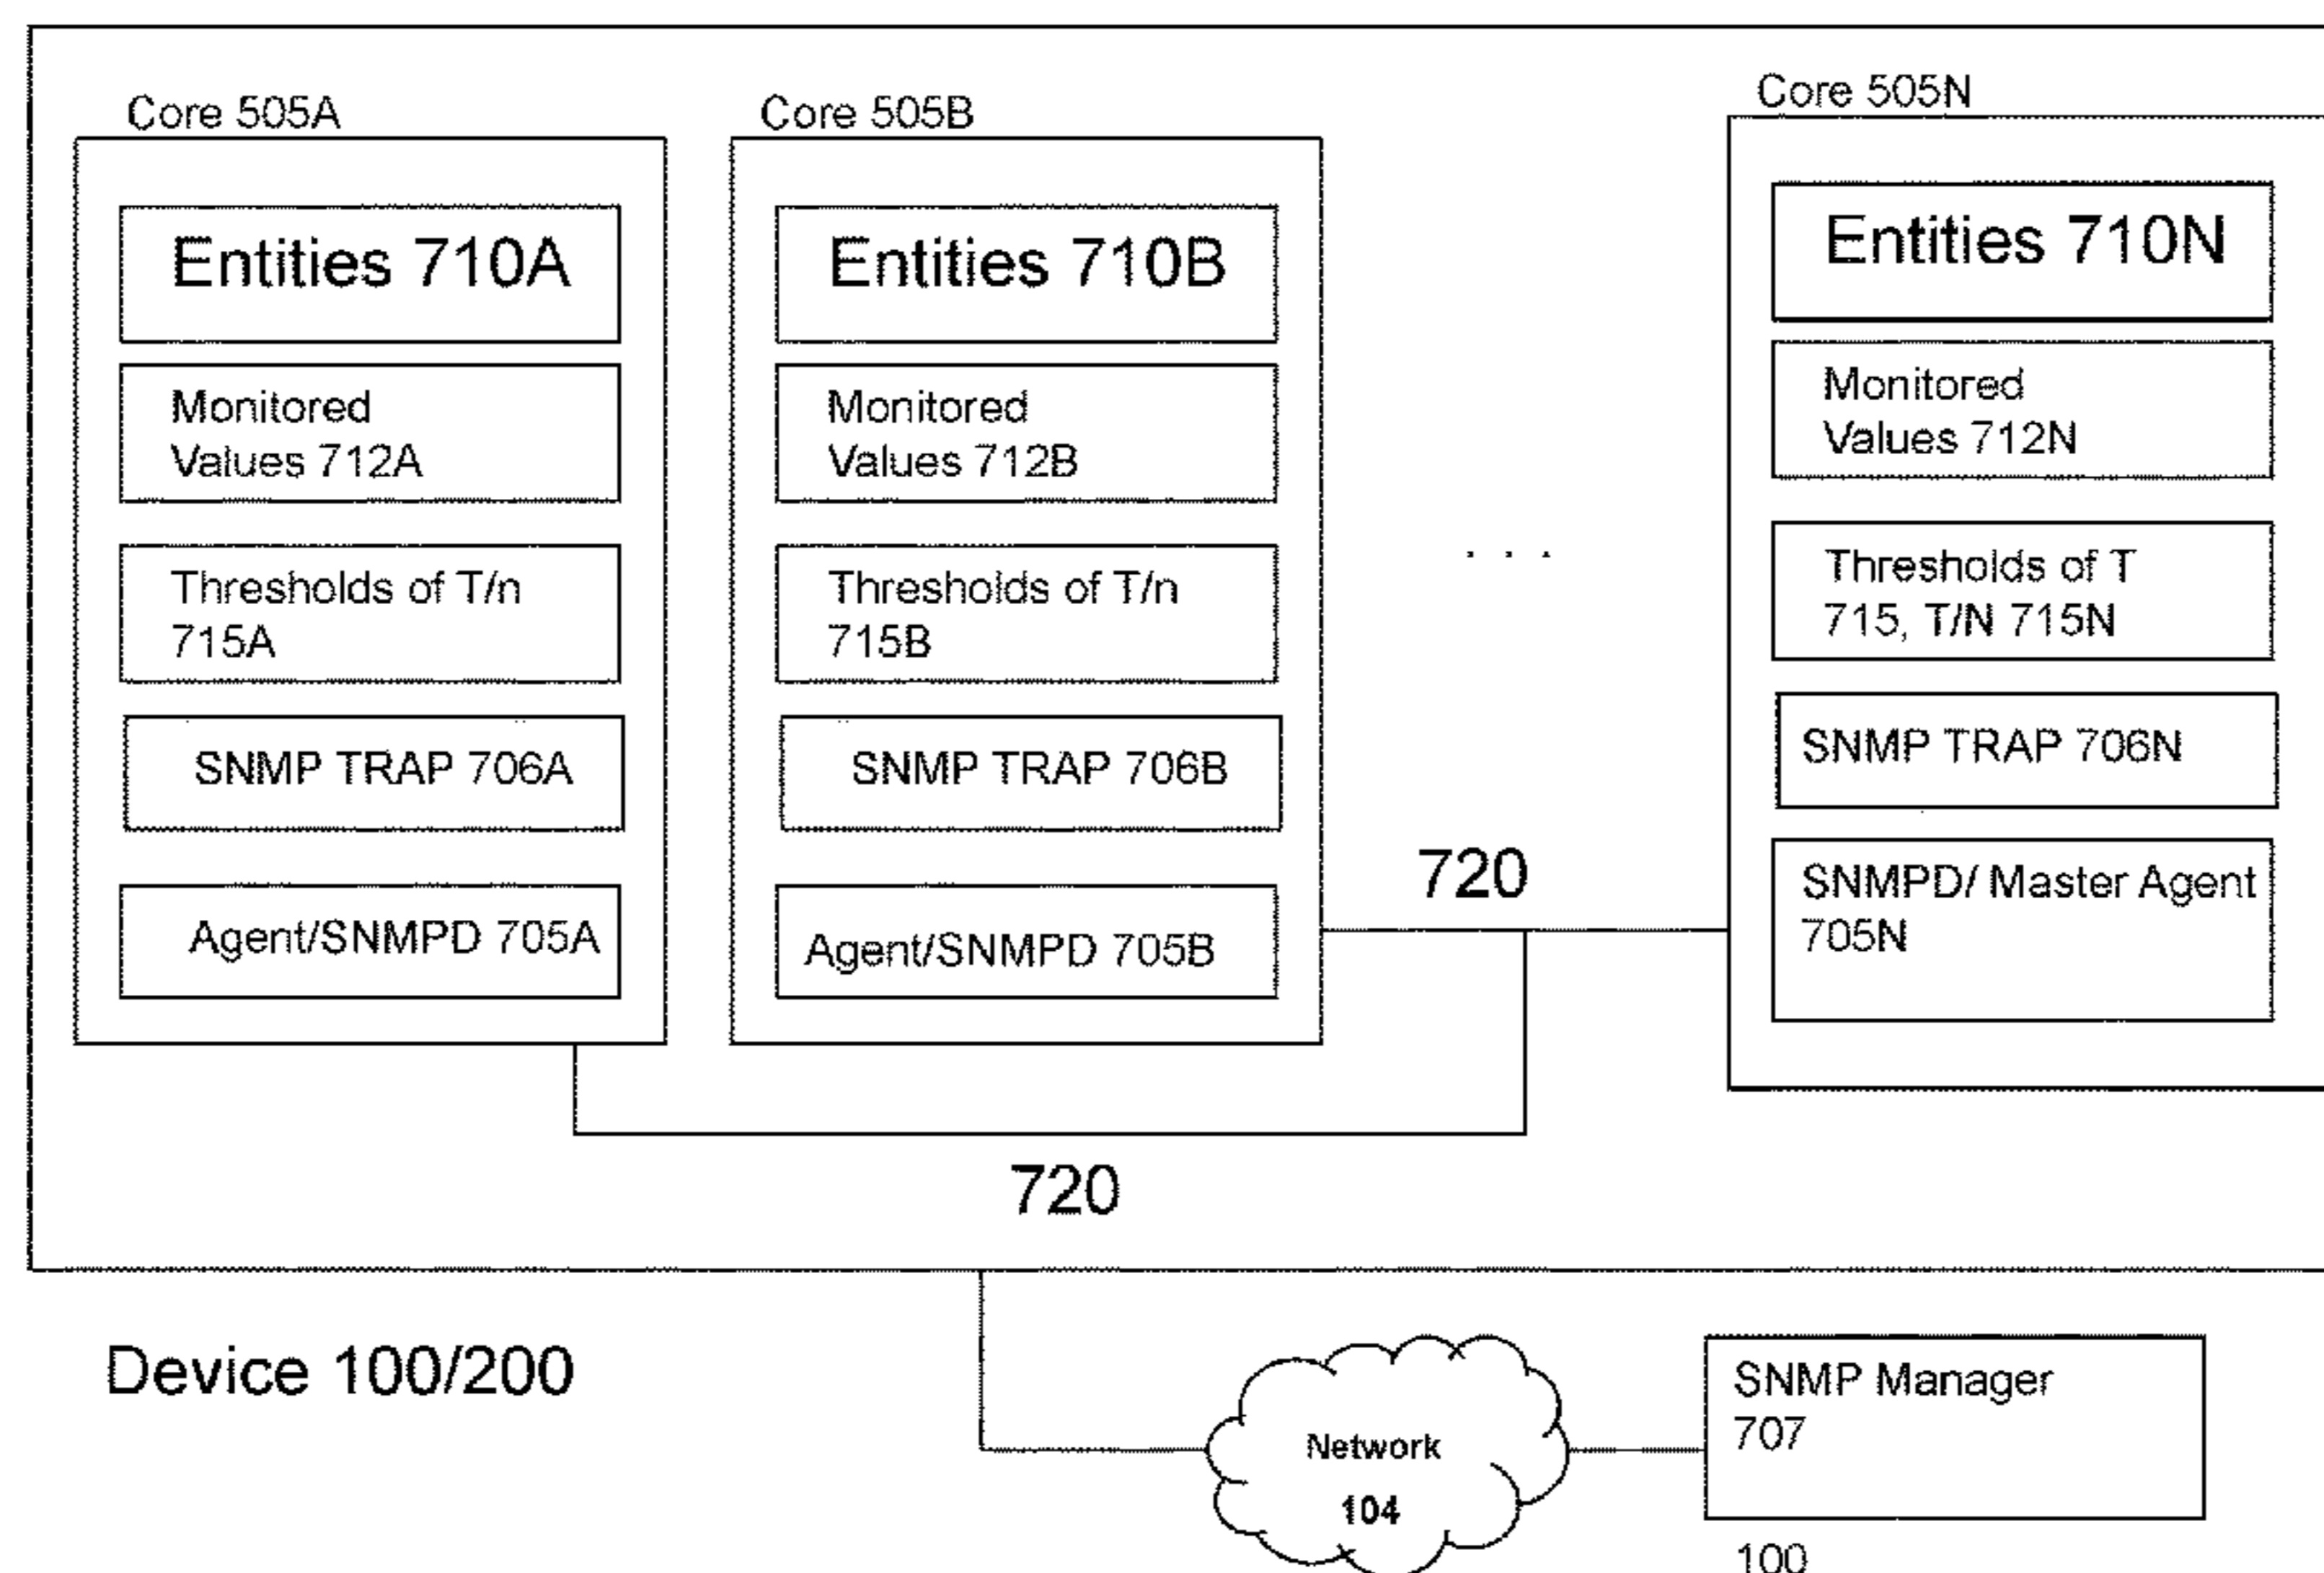 Core 505A
Entities 710A
Monitored
Values 712A
Thresholds of T/n
715A
SNMP TRAP 706A
Agent/SNMPD 705A
Core 505B
Entities 710B
Monitored
Values 712B
Thresholds of T/n
715B
SNMP TRAP 706B
Agent/SNMPD 705B
. . .
720
Core 505N
Entities 710N
Monitored
Values 712N
Thresholds of T
715, T/N 715N
SNMP TRAP 706N
SNMPD/ Master Agent
705N
720
Device 100/200
Network
104
SNMP Manager
707
100